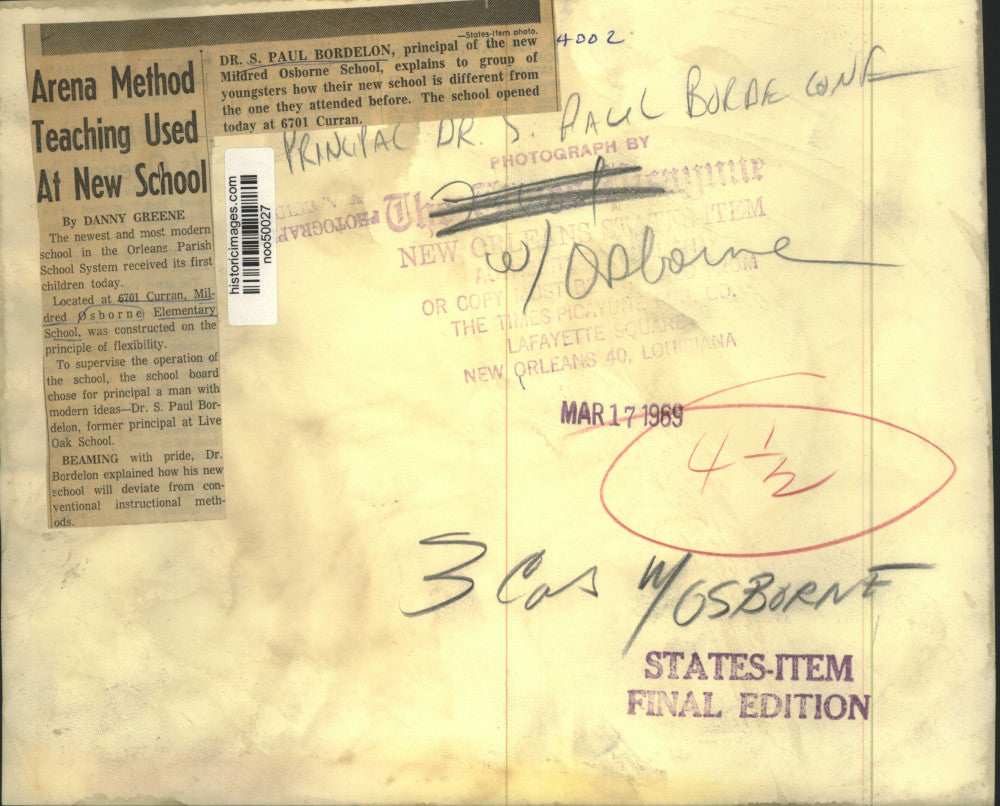 —States-Item photo.
DR. S. PAUL BORDELON, principal of the new
Mildred Osborne School, explains to group of
youngsters how their new school is different from
the one they attended before. The school opened
today at 6701 Curran.
Arena Method
Teaching Used
At New School
By DANNY GREENE
The newest and most modern
school in the Orleans Parish
School System received its first
children today.
Located at 6701 Curran, Mil-
dred Osborne Elementary
School, was constructed on the
principle of flexibility.
To supervise the operation of
the school, the school board
chose for principal a man with
modern ideas—Dr. S. Paul Bor-
delon, former principal at Live
Oak School.
BEAMING with pride, Dr.
Bordelon explained how his new
school will deviate from con-
ventional instructional meth-
ods.
historicimages.com
noo50027
4002
PRINCIPAL DR. S. PAUL
PHOTOGRAPH BY
The Times-Picayune
NEW ORLEANS STATES ITEM
OR COPY MUST
THE TIMES PICAYUNE PUB. CO.
LAFAYETTE SQUARE
NEW ORLEANS 40, LOUISIANA
PHOTOGRAPH
W/ Osborne
MAR 17 1969
4 1/2
3 Cos W/ OSBORNE
STATES-ITEM
FINAL EDITION